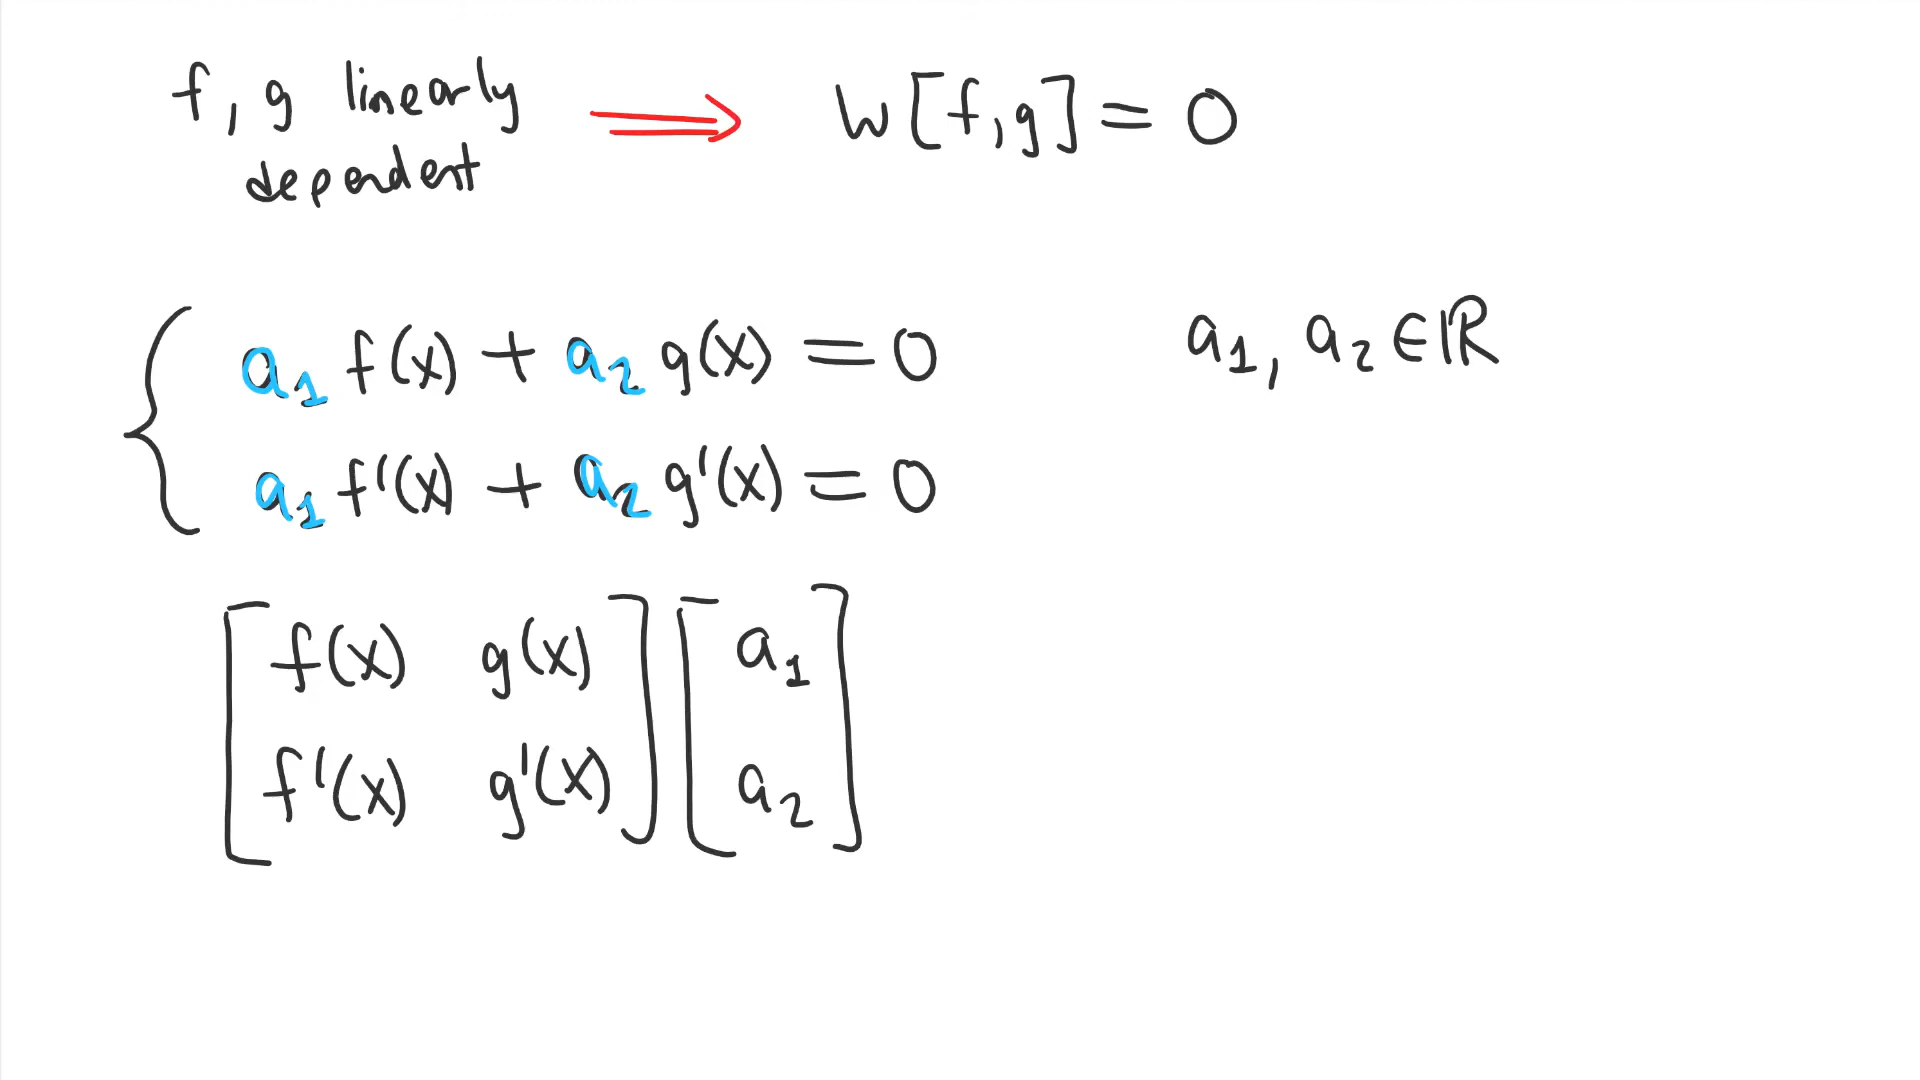 f, g linearly dependent ⟹ W[f,g] = 0
{ a₁ f(x) + a₂ g(x) = 0    a₁, a₂ ∈ ℝ
a₁ f'(x) + a₂ g'(x) = 0
[ f(x) g(x) ] [ a₁ ]
[ f'(x) g'(x) ] [ a₂ ]